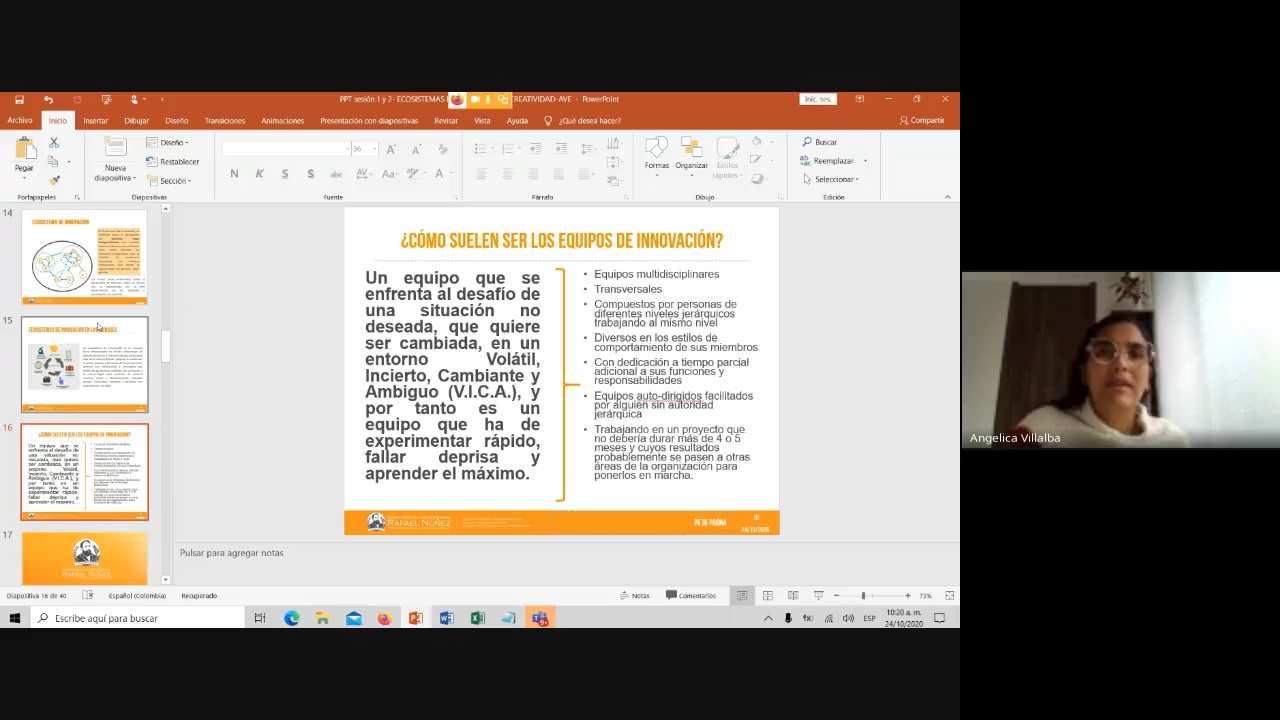 PPT sesión 1 y 2- ECOSISTEMAS
CREATIVIDAD-AVE - PowerPoint
Inic. ses.
Archivo
Inicio
Insertar
Dibujar
Diseño
Transiciones
Animaciones
Presentación con diapositivas
Revisar
Vista
Ayuda
¿Qué desea hacer?
Compartir
Pegar
Nueva
diapositiva
Diseño
Restablecer
Sección
36
Formas
Organizar
Estilos
rápidos
Buscar
Reemplazar
Seleccionar
Portapapeles
Diapositivas
Fuente
Párrafo
Dibujo
Edición
14
ECOSISTEMA DE INNOVACIÓN
15
16
¿CÓMO SUELEN SER LOS EQUIPOS DE INNOVACIÓN?
17
RAFAEL NÚÑEZ
¿CÓMO SUELEN SER LOS EQUIPOS DE INNOVACIÓN?
Un equipo que se
enfrenta al desafío de
una situación no
deseada, que quiere
ser cambiada, en un
entorno Volátil,
Incierto, Cambiante y
Ambiguo (V.I.C.A.), y
por tanto es un
equipo que ha de
experimentar rápido,
fallar deprisa y
aprender el máximo.
• Equipos multidisciplinares
• Transversales
• Compuestos por personas de
diferentes niveles jerárquicos
trabajando al mismo nivel
• Diversos en los estilos de
comportamiento de sus miembros
• Con dedicación a tiempo parcial
adicional a sus funciones y
responsabilidades
• Equipos auto-dirigidos facilitados
por alguien sin autoridad
jerárquica
• Trabajando en un proyecto que
no debería durar más de 4 o 5
meses y cuyos resultados
probablemente se pasen a otras
áreas de la organización para
ponerlos en marcha.
RAFAEL NÚÑEZ
PIE DE PÁGINA
16
24/10/2020
Pulsar para agregar notas
Diapositiva 16 de 40
Español (Colombia)
Recuperado
Notas
Comentarios
73%
Escribe aquí para buscar
ESP
10:20 a. m.
24/10/2020
Angelica Villalba